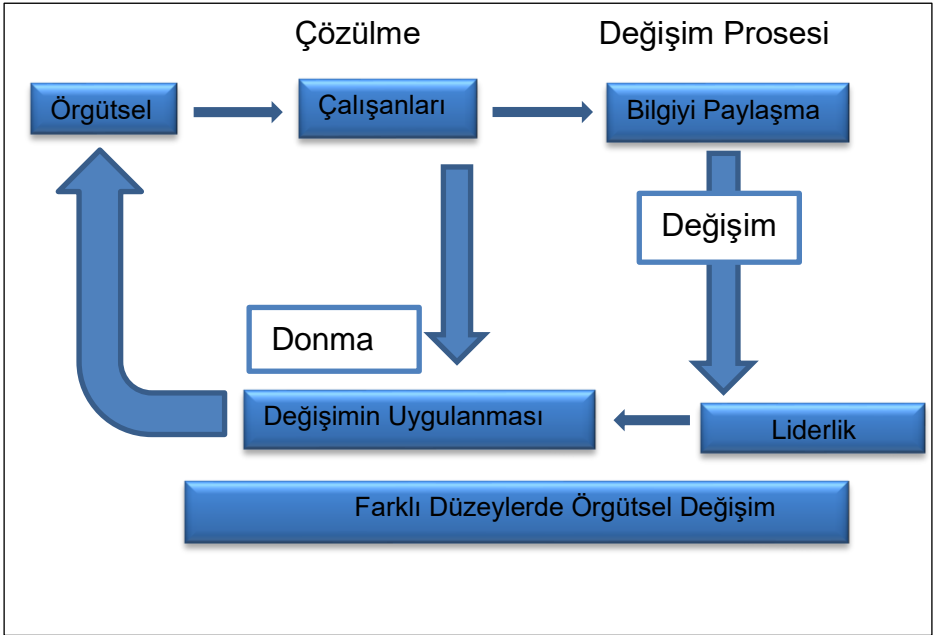 Çözülme
Değişim Prosesi
Örgütsel
Çalışanları
Bilgiyi Paylaşma
Değişim
Donma
Değişimin Uygulanması
Liderlik
Farklı Düzeylerde Örgütsel Değişim